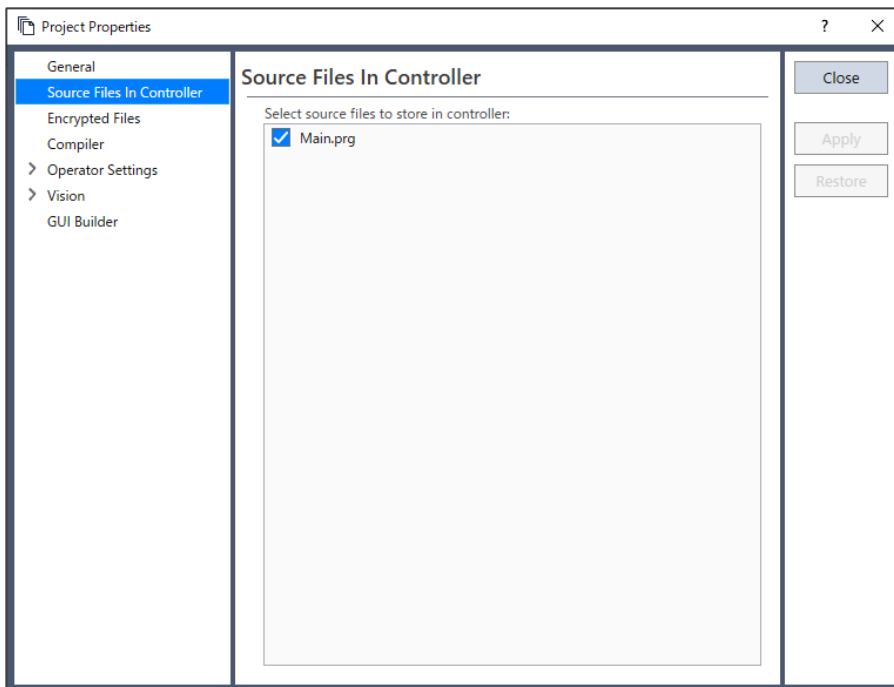 Project Properties
?
General
Source Files In Controller
Encrypted Files
Compiler
Operator Settings
Vision
GUI Builder
Source Files In Controller
Select source files to store in controller:
Main.prg
Close
Apply
Restore